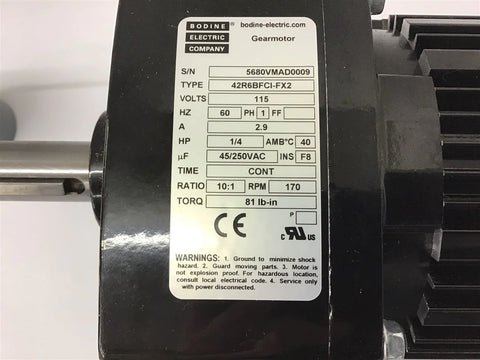 BODINE ® bodine-electric.com
ELECTRIC Gearmotor
COMPANY
S/N 5680VMAD0009
TYPE 42R6BFCI-FX2
VOLTS 115
HZ 60 PH 1 FF
A 2.9
HP 1/4 AMB°C 40
µF 45/250VAC INS F8
TIME CONT
RATIO 10:1 RPM 170
TORQ 81 lb-in
P
CE c RU US
WARNINGS: 1. Ground to minimize shock
hazard. 2. Guard moving parts. 3. Motor is
not explosion proof. For hazardous location,
consult local electrical code. 4. Service only
with power disconnected.